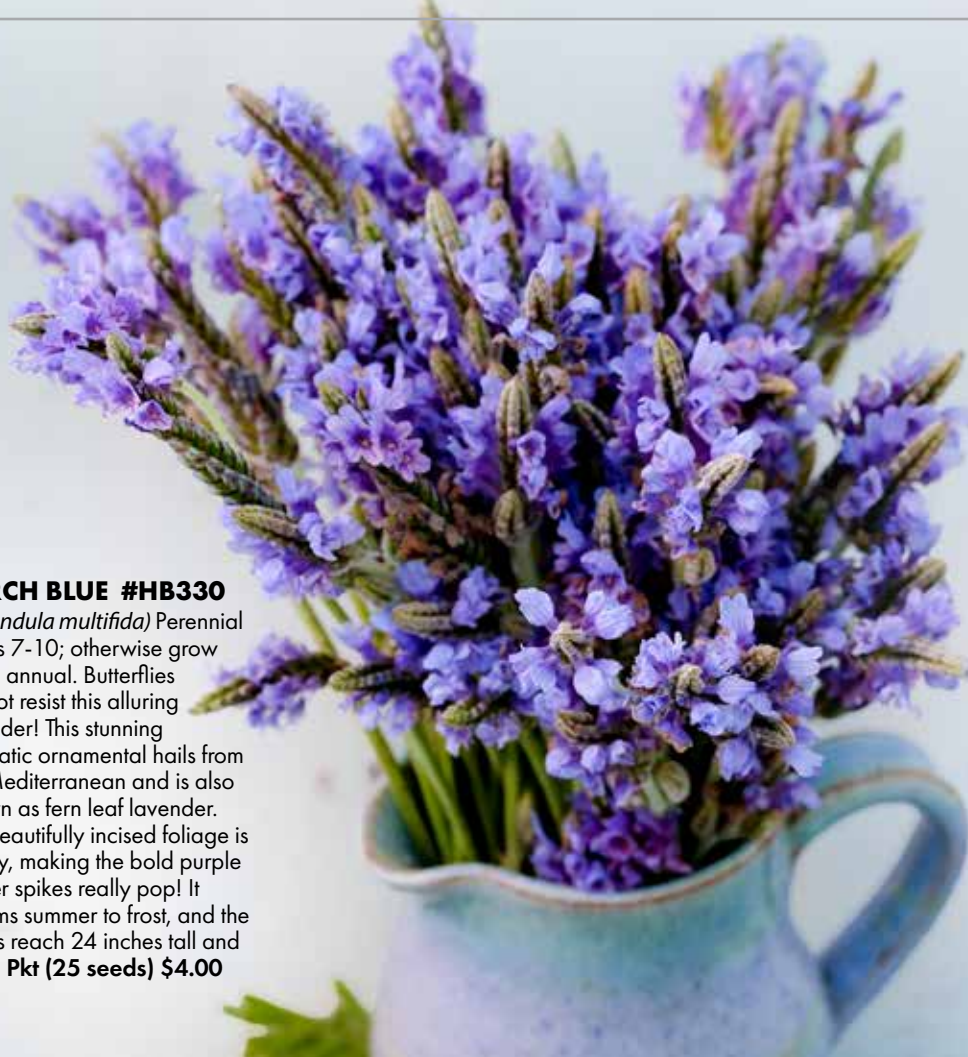 RCH BLUE #HB330
ndula multifida) Perennial
s 7-10; otherwise grow
annual. Butterflies
ot resist this alluring
der! This stunning
atic ornamental hails from
Mediterranean and is also
n as fern leaf lavender.
eautifully incised foliage is
y, making the bold purple
er spikes really pop! It
ms summer to frost, and the
s reach 24 inches tall and
Pkt (25 seeds) $4.00